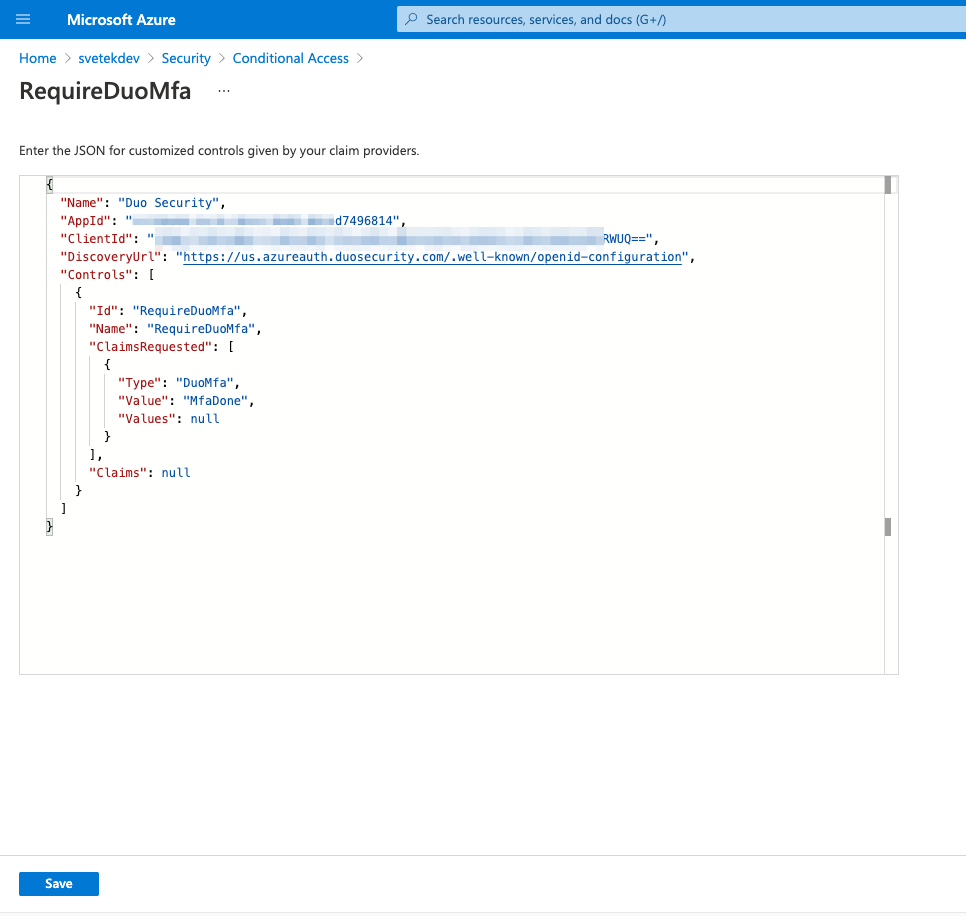 Microsoft Azure
Search resources, services, and docs (G+/)
Home > svetekdev > Security > Conditional Access >
RequireDuoMfa ...
Enter the JSON for customized controls given by your claim providers.
{
"Name": "Duo Security",
"AppId": "d7496814",
"ClientId": "RWUQ==",
"DiscoveryUrl": "https://us.azureauth.duosecurity.com/.well-known/openid-configuration",
"Controls": [
{
"Id": "RequireDuoMfa",
"Name": "RequireDuoMfa",
"ClaimsRequested": [
{
"Type": "DuoMfa",
"Value": "MfaDone",
"Values": null
}
],
"Claims": null
}
]
}
Save